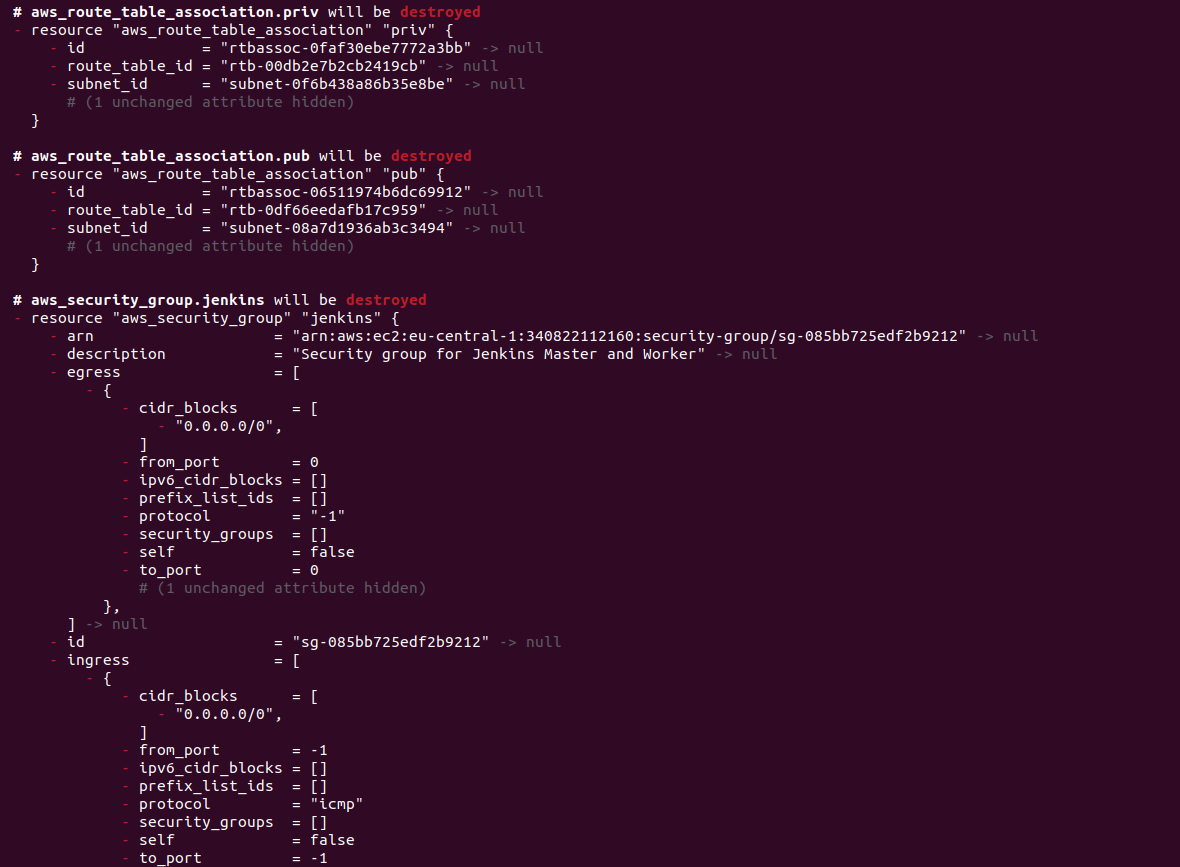 # aws_route_table_association.priv will be destroyed
- resource "aws_route_table_association" "priv" {
    - id             = "rtbassoc-0faf30ebe7772a3bb" -> null
    - route_table_id = "rtb-00db2e7b2cb2419cb" -> null
    - subnet_id      = "subnet-0f6b438a86b35e8be" -> null
      # (1 unchanged attribute hidden)
  }
# aws_route_table_association.pub will be destroyed
- resource "aws_route_table_association" "pub" {
    - id             = "rtbassoc-06511974b6dc69912" -> null
    - route_table_id = "rtb-0df66eedafb17c959" -> null
    - subnet_id      = "subnet-08a7d1936ab3c3494" -> null
      # (1 unchanged attribute hidden)
  }
# aws_security_group.jenkins will be destroyed
- resource "aws_security_group" "jenkins" {
    - arn                    = "arn:aws:ec2:eu-central-1:340822112160:security-group/sg-085bb725edf2b9212" -> null
    - description            = "Security group for Jenkins Master and Worker" -> null
    - egress                 = [
        - {
            - cidr_blocks      = [
                - "0.0.0.0/0",
              ]
            - from_port        = 0
            - ipv6_cidr_blocks = []
            - prefix_list_ids  = []
            - protocol         = "-1"
            - security_groups  = []
            - self             = false
            - to_port          = 0
              # (1 unchanged attribute hidden)
          },
      ] -> null
    - id                     = "sg-085bb725edf2b9212" -> null
    - ingress                = [
        - {
            - cidr_blocks      = [
                - "0.0.0.0/0",
              ]
            - from_port        = -1
            - ipv6_cidr_blocks = []
            - prefix_list_ids  = []
            - protocol         = "icmp"
            - security_groups  = []
            - self             = false
            - to_port          = -1